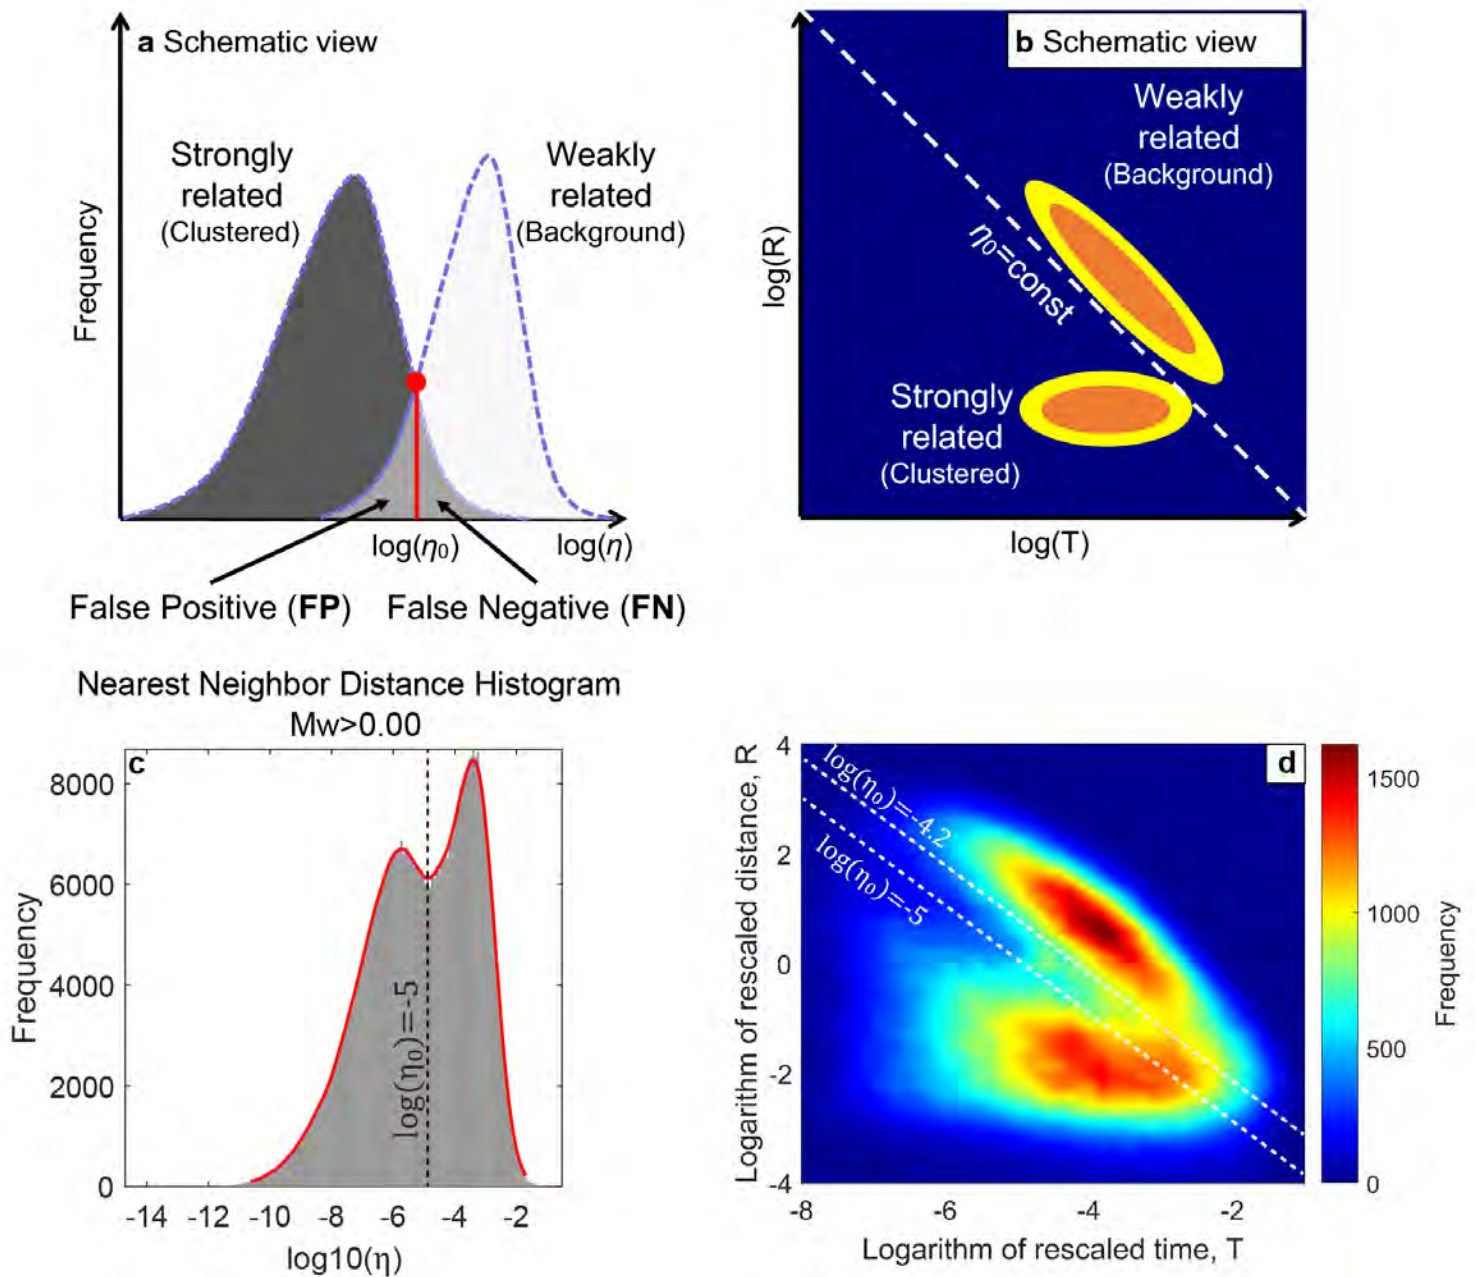 a Schematic view
Strongly
related
(Clustered)
Weakly
related
(Background)
Frequency
log(η0)
log(η)
False Positive (FP)
False Negative (FN)
b Schematic view
Weakly
related
(Background)
η0=const
Strongly
related
(Clustered)
log(R)
log(T)
Nearest Neighbor Distance Histogram
Mw>0.00
c
8000
6000
4000
2000
0
Frequency
log(η0)=-5
-14 -12 -10 -8 -6 -4 -2
log10(η)
d
log(η0)=-4.2
log(η0)=-5
4
2
0
-2
-4
Logarithm of rescaled distance, R
-8 -6 -4 -2
Logarithm of rescaled time, T
1500
1000
500
0
Frequency